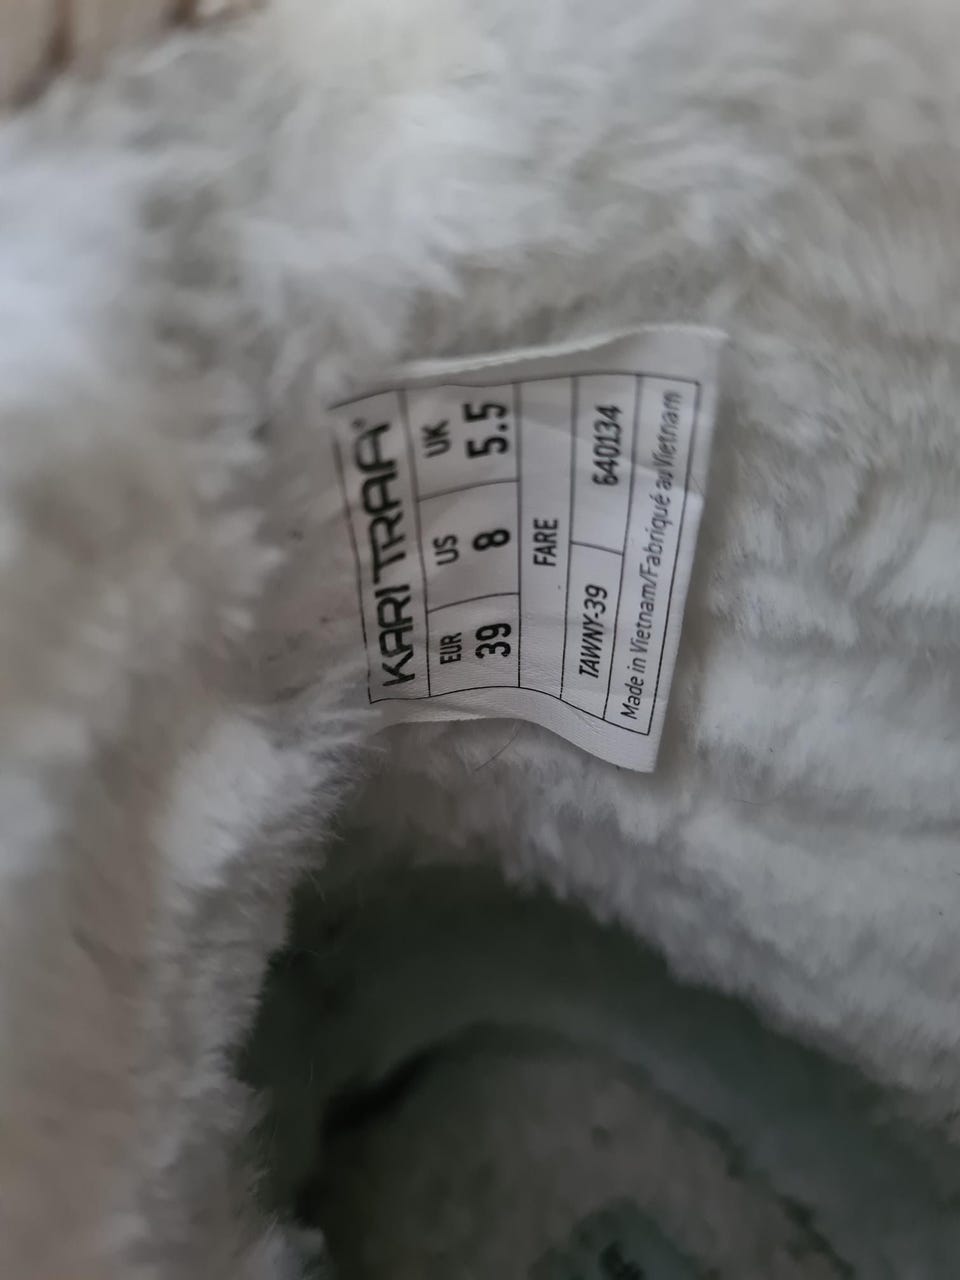 KARI TRAA®
EUR US UK
39 8 5.5
FARE
TAWNY-39 640134
Made in Vietnam/Fabriqué au Vietnam